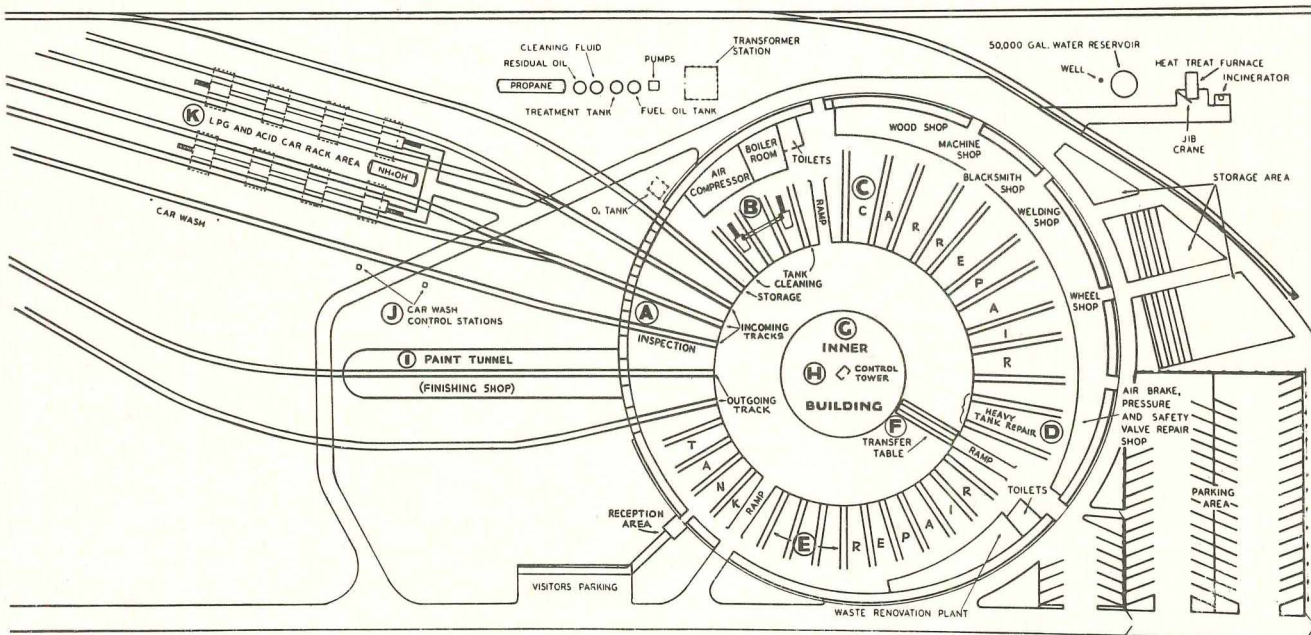 TRANSFORMER
STATION
CLEANING FLUID
RESIDUAL OIL
PUMPS
PROPANE
TREATMENT TANK
FUEL OIL TANK
50,000 GAL. WATER RESERVOIR
WELL
HEAT TREAT FURNACE
INCINERATOR
JIB
CRANE
STORAGE AREA
K LPG AND ACID CAR RACK AREA
NH4OH
CAR WASH
O2 TANK
AIR
COMPRESSOR
BOILER
ROOM
TOILETS
WOOD SHOP
MACHINE
SHOP
BLACKSMITH
SHOP
WELDING
SHOP
WHEEL
SHOP
B
RAMP
C
CAR REPAIR
TANK
CLEANING
STORAGE
J CAR WASH
CONTROL STATIONS
A
INSPECTION
INCOMING
TRACKS
I PAINT TUNNEL
(FINISHING SHOP)
OUTGOING
TRACK
G
INNER
H CONTROL
TOWER
BUILDING
F
TRANSFER
TABLE
HEAVY
TANK REPAIR
D
RAMP
AIR BRAKE,
PRESSURE
AND SAFETY
VALVE REPAIR
SHOP
TOILETS
PARKING
AREA
TANK
RAMP
E
REPAIR
RECEPTION
AREA
VISITORS PARKING
WASTE RENOVATION PLANT